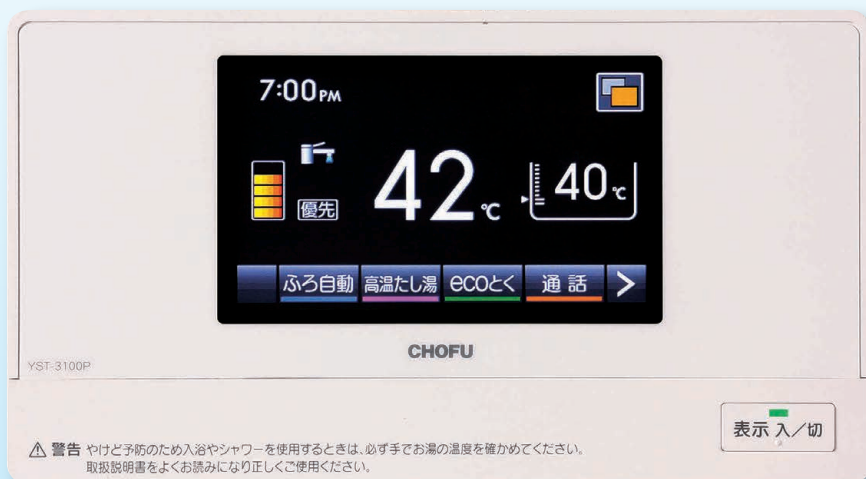 7:00PM
42℃
40℃
優先
ふろ自動 高温たし湯 ecoとく 通話 >
CHOFU
YST-3100P
表示 入/切
⚠ 警告 やけど予防のため入浴やシャワーを使用するときは、必ず手でお湯の温度を確かめてください。
取扱説明書をよくお読みになり正しくご使用ください。